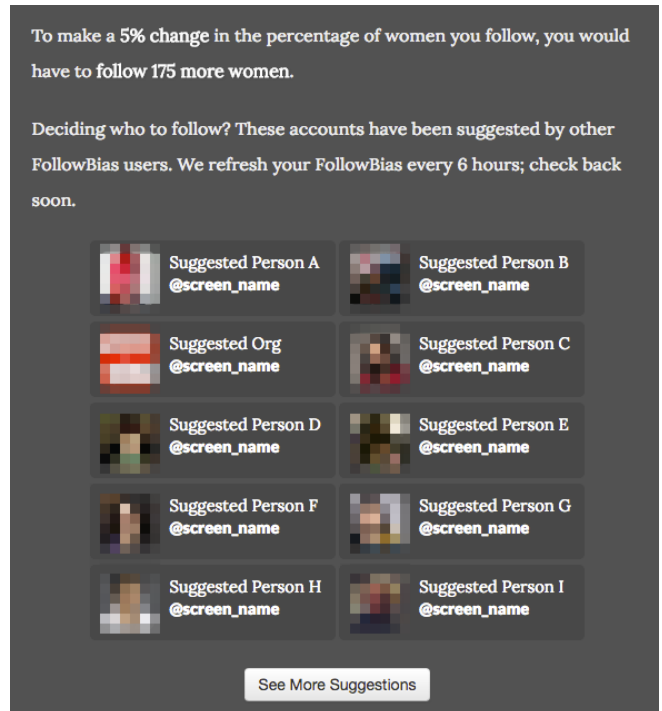 To make a 5% change in the percentage of women you follow, you would
have to follow 175 more women.
Deciding who to follow? These accounts have been suggested by other
FollowBias users. We refresh your FollowBias every 6 hours; check back
soon.
Suggested Person A
@screen_name
Suggested Person B
@screen_name
Suggested Org
@screen_name
Suggested Person C
@screen_name
Suggested Person D
@screen_name
Suggested Person E
@screen_name
Suggested Person F
@screen_name
Suggested Person G
@screen_name
Suggested Person H
@screen_name
Suggested Person I
@screen_name
See More Suggestions